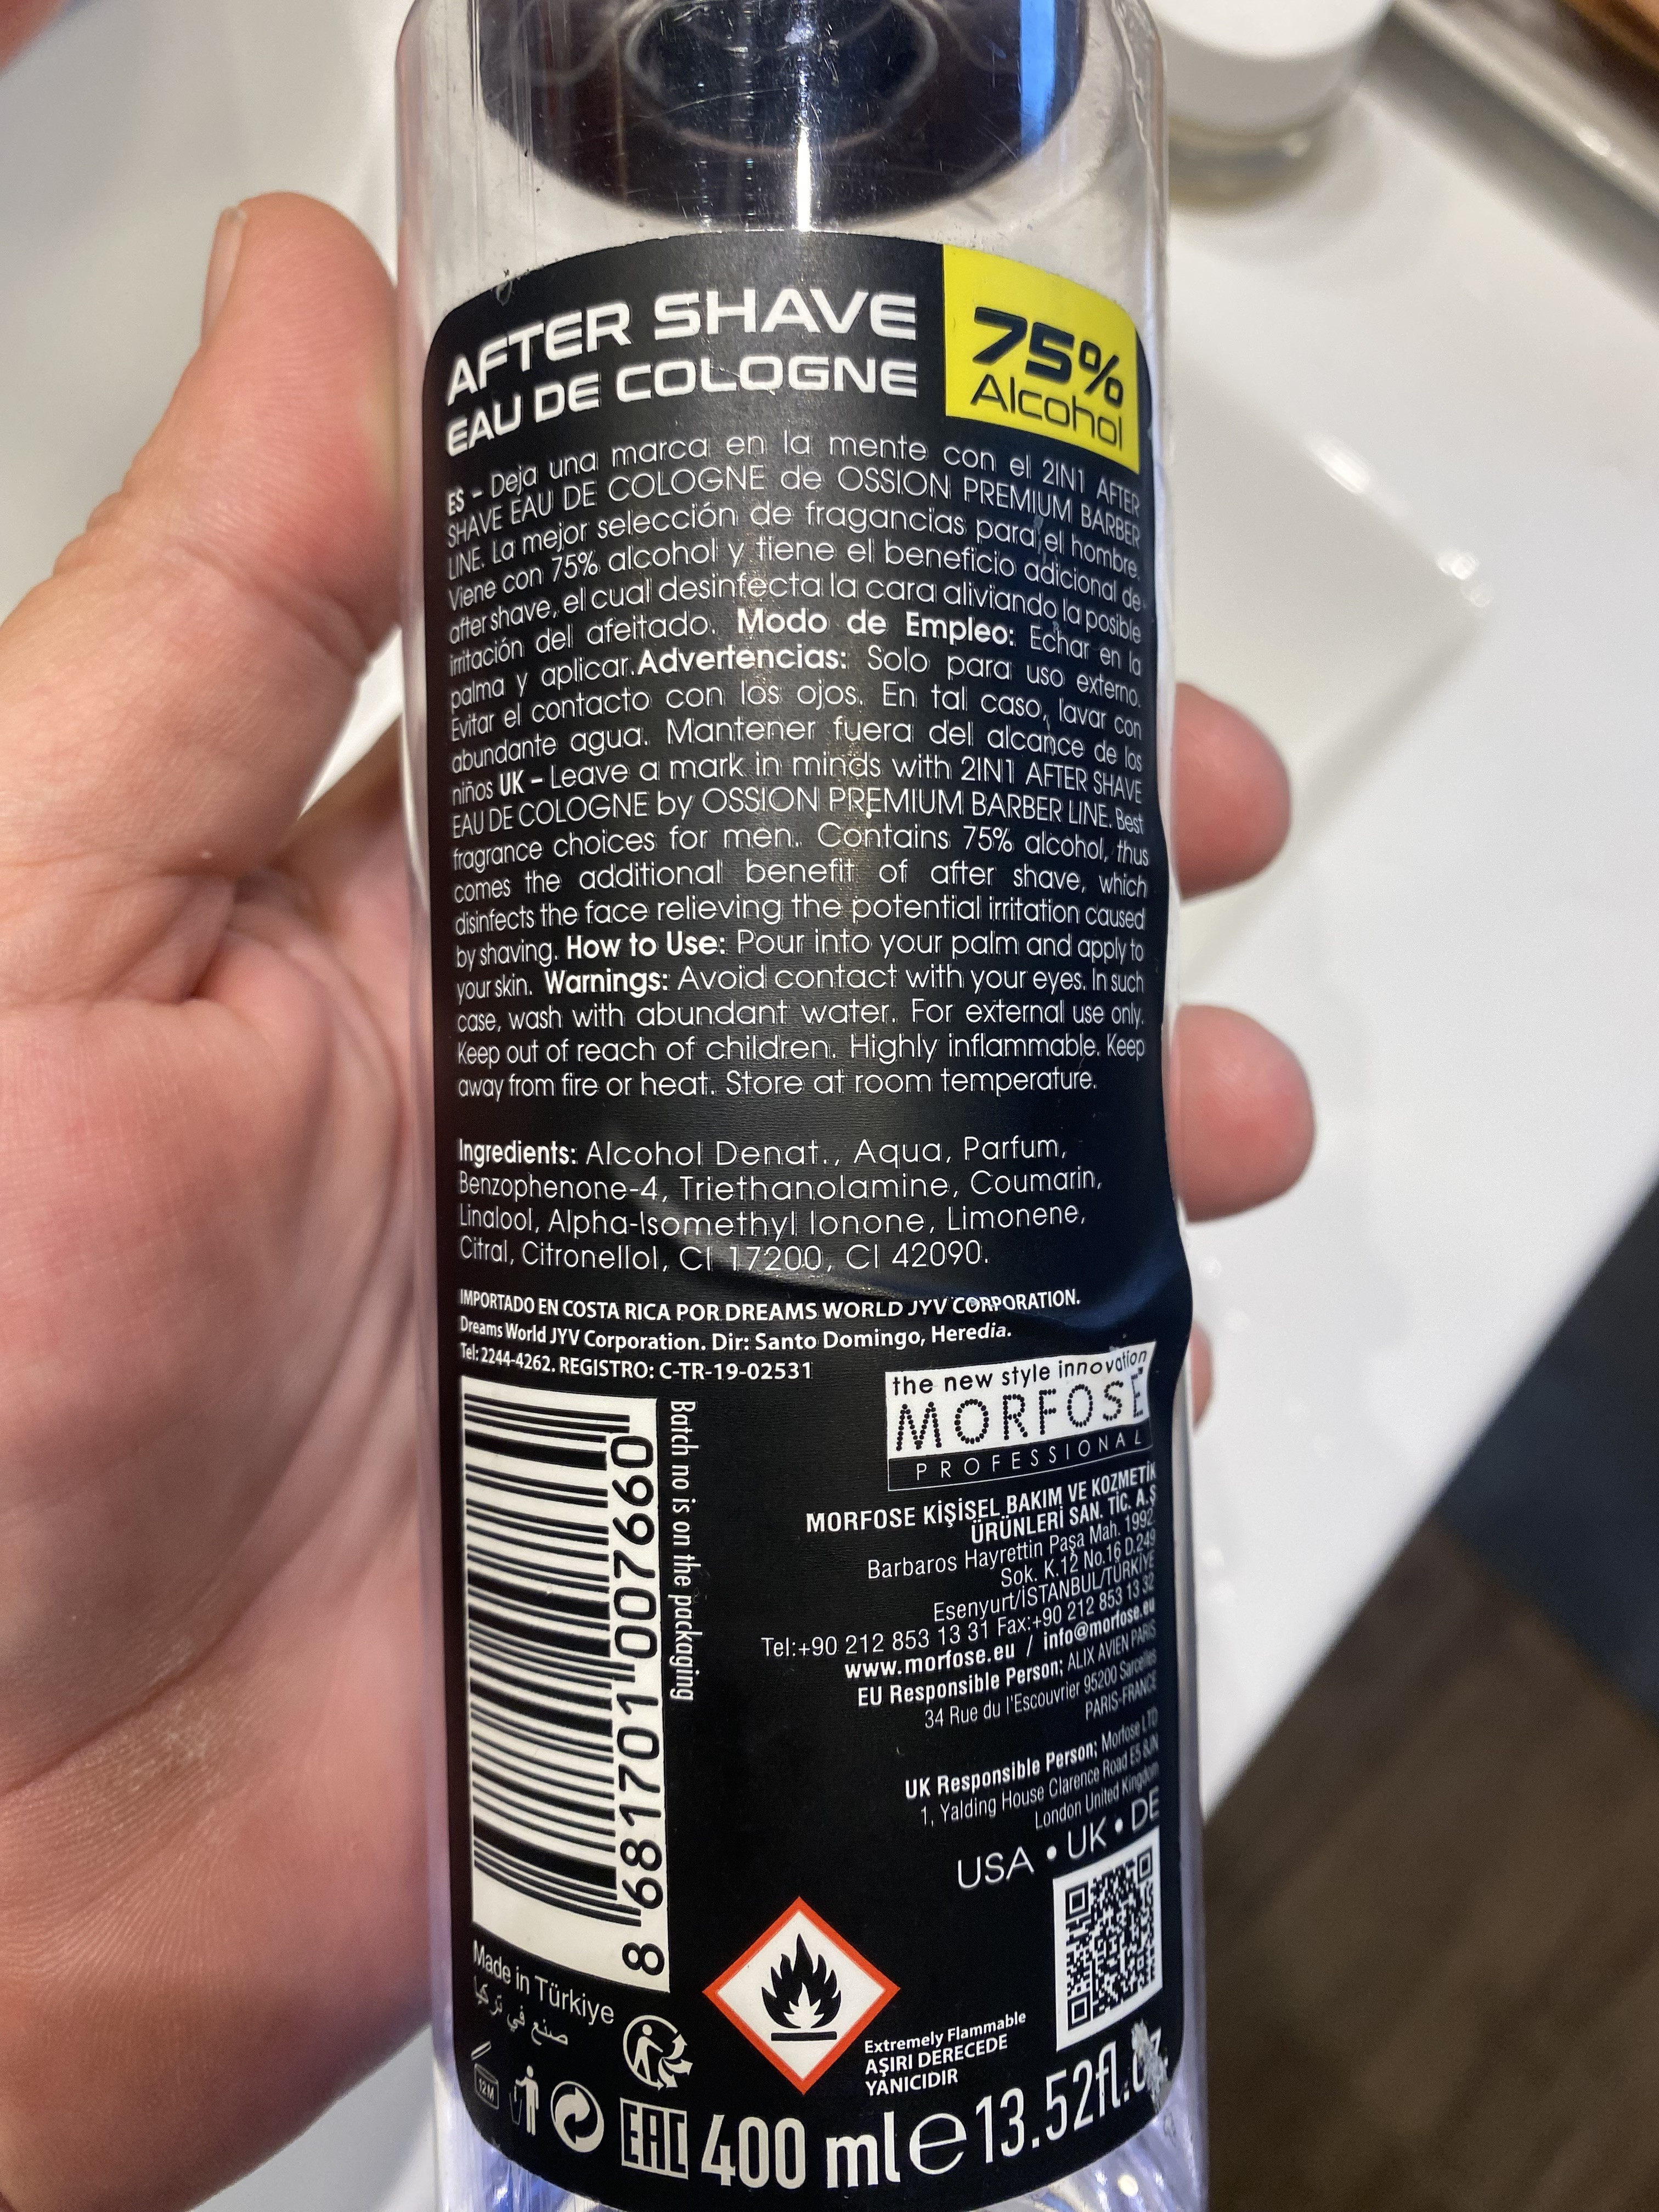 AFTER SHAVE
EAU DE COLOGNE
75%
Alcohol
ES - Deja una marca en la mente con el 2IN1 AFTER
SHAVE EAU DE COLOGNE de OSSION PREMIUM BARBER
LINE. La mejor selección de fragancias para el hombre.
Viene con 75% alcohol y tiene el beneficio adicional de
after shave, el cual desinfecta la cara aliviando la posible
irritación del afeitado. Modo de Empleo: Echar en la
palma y aplicar.Advertencias: Solo para uso externo.
Evitar el contacto con los ojos. En tal caso, lavar con
abundante agua. Mantener fuera del alcance de los
niños UK - Leave a mark in minds with 2IN1 AFTER SHAVE
EAU DE COLOGNE by OSSION PREMIUM BARBER LINE. Best
fragrance choices for men. Contains 75% alcohol, thus
comes the additional benefit of after shave, which
disinfects the face relieving the potential irritation caused
by shaving. How to Use: Pour into your palm and apply to
your skin. Warnings: Avoid contact with your eyes. In such
case, wash with abundant water. For external use only.
Keep out of reach of children. Highly inflammable. Keep
away from fire or heat. Store at room temperature.
Ingredients: Alcohol Denat., Aqua, Parfum,
Benzophenone-4, Triethanolamine, Coumarin,
Linalool, Alpha-Isomethyl Ionone, Limonene,
Citral, Citronellol, CI 17200, CI 42090.
IMPORTADO EN COSTA RICA POR DREAMS WORLD JYV CORPORATION.
Dreams World JYV Corporation. Dir: Santo Domingo, Heredia.
Tel: 2244-4262. REGISTRO: C-TR-19-02531
the new style innovation
MORFOSE
PROFESSIONAL
MORFOSE KİŞİSEL BAKIM VE KOZMETİK
ÜRÜNLERİ SAN. TİC. A.Ş
Barbaros Hayrettin Paşa Mah. 1992
Sok. K.12 No.16 D.249
Esenyurt/İSTANBUL/TÜRKİYE
Tel:+90 212 853 13 31 Fax:+90 212 853 13 32
www.morfose.eu / info@morfose.eu
EU Responsible Person; ALIX AVIEN PARIS
34 Rue du l'Escouvrier 95200 Sarcelles
PARIS-FRANCE
UK Responsible Person; Morfose LTD
1, Yalding House Clarence Road E5 8JN
London United Kingdom
USA • UK • DE
Batch no is on the packaging
8 681701 007660
Made in Türkiye
صنع في تركيا
Extremely Flammable
AŞIRI DERECEDE
YANICIDIR
12M
EAC
400 ml e 13.52fl.oz